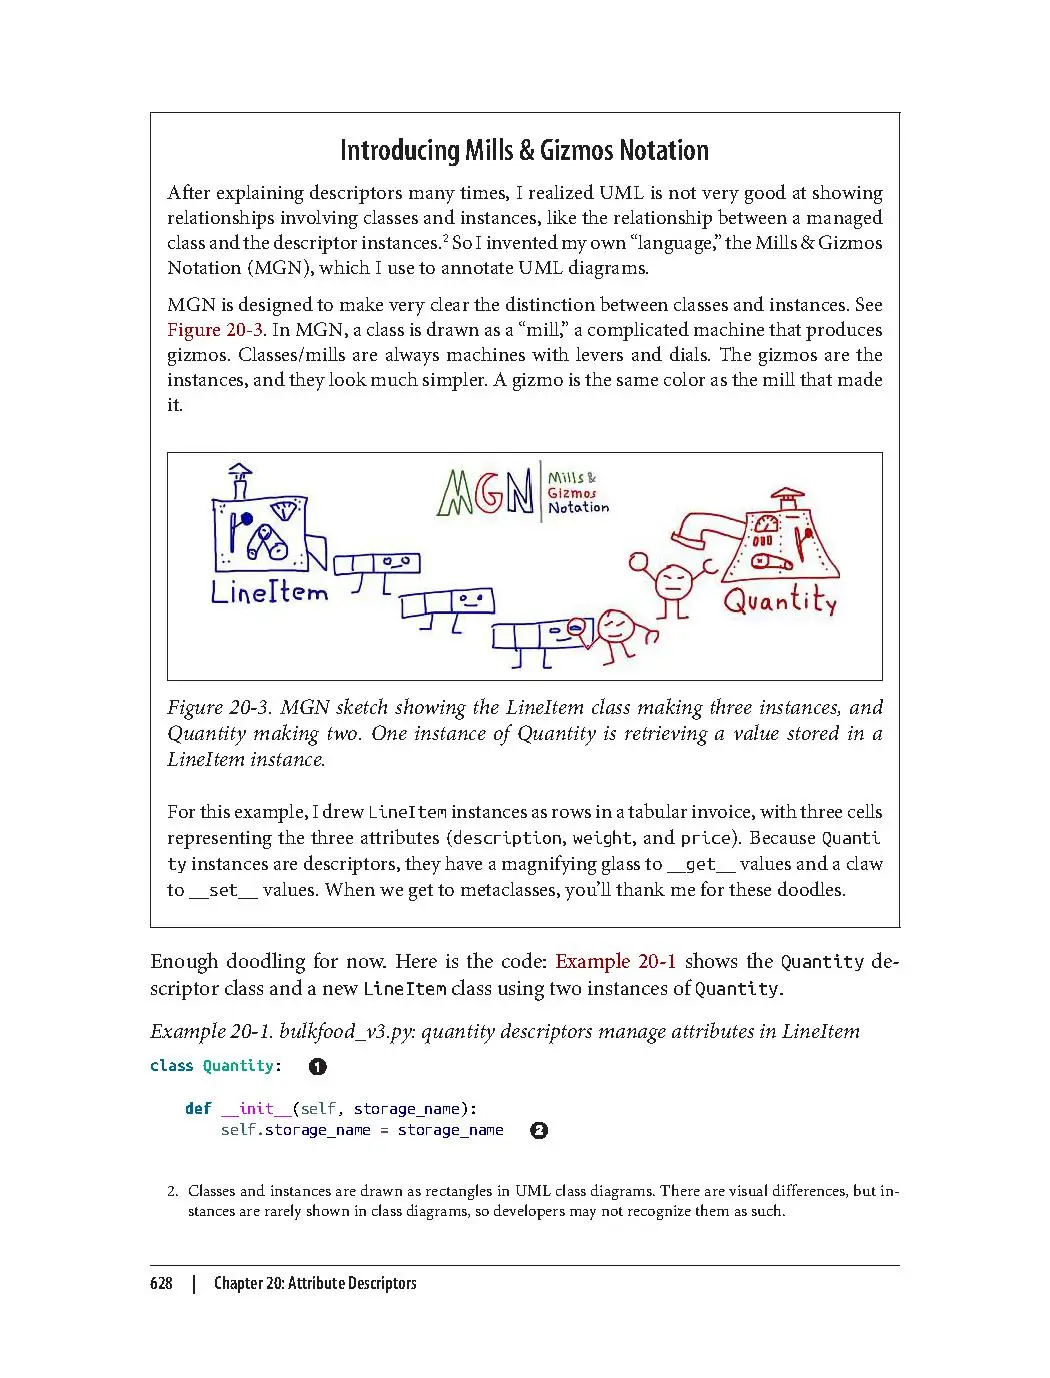 Introducing Mills & Gizmos Notation
After explaining descriptors many times, I realized UML is not very good at showing
relationships involving classes and instances, like the relationship between a managed
class and the descriptor instances.2 So I invented my own “language,” the Mills & Gizmos
Notation (MGN), which I use to annotate UML diagrams.
MGN is designed to make very clear the distinction between classes and instances. See
Figure 20-3. In MGN, a class is drawn as a “mill,” a complicated machine that produces
gizmos. Classes/mills are always machines with levers and dials. The gizmos are the
instances, and they look much simpler. A gizmo is the same color as the mill that made
it.
MGN
Mills &
Gizmos
Notation
LineItem
Quantity
Figure 20-3. MGN sketch showing the LineItem class making three instances, and
Quantity making two. One instance of Quantity is retrieving a value stored in a
LineItem instance.
For this example, I drew LineItem instances as rows in a tabular invoice, with three cells
representing the three attributes (description, weight, and price). Because Quanti
ty instances are descriptors, they have a magnifying glass to __get__ values and a claw
to __set__ values. When we get to metaclasses, you’ll thank me for these doodles.
Enough doodling for now. Here is the code: Example 20-1 shows the Quantity de-
scriptor class and a new LineItem class using two instances of Quantity.
Example 20-1. bulkfood_v3.py: quantity descriptors manage attributes in LineItem
class Quantity: 1
def __init__(self, storage_name):
self.storage_name = storage_name 2
2. Classes and instances are drawn as rectangles in UML class diagrams. There are visual differences, but in-
stances are rarely shown in class diagrams, so developers may not recognize them as such.
628 | Chapter 20: Attribute Descriptors